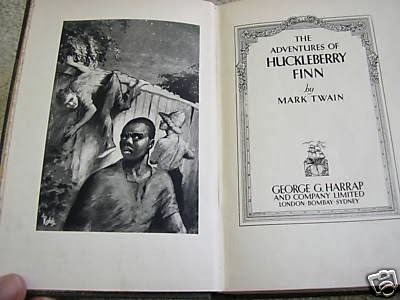 THE
ADVENTURES OF
HUCKLEBERRY
FINN
by
MARK TWAIN
GEORGE G. HARRAP
AND COMPANY LIMITED
LONDON·BOMBAY·SYDNEY